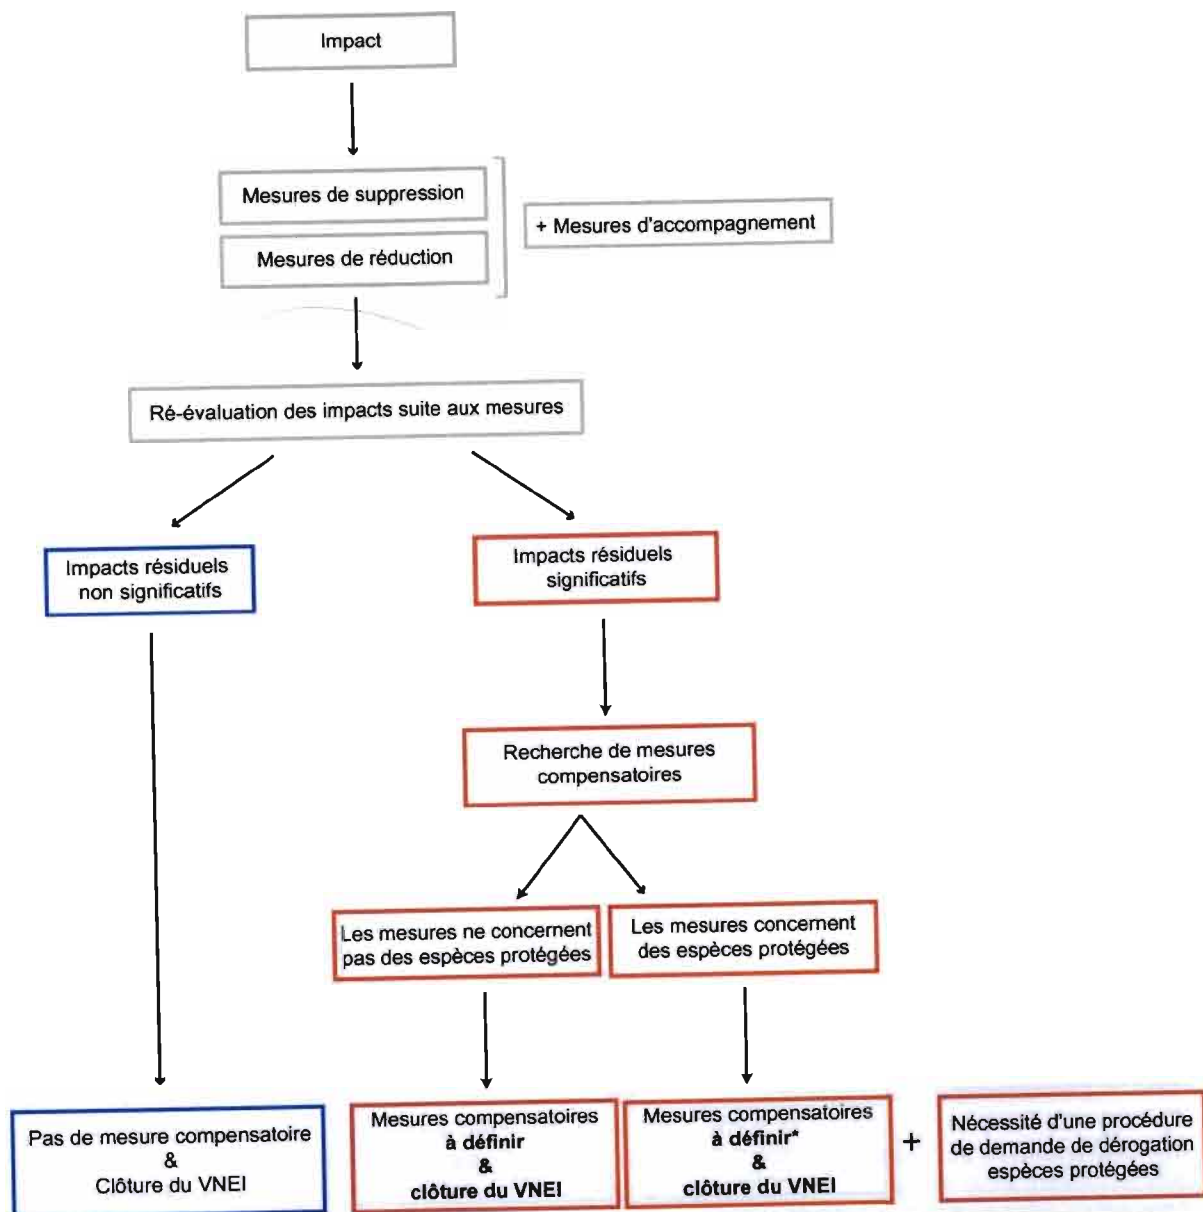 Impact
Mesures de suppression
+ Mesures d'accompagnement
Mesures de réduction
Ré-évaluation des impacts suite aux mesures
Impacts résiduels
non significatifs
Impacts résiduels
significatifs
Recherche de mesures
compensatoires
Les mesures ne concernent
pas des espèces protégées
Les mesures concernent
des espèces protégées
Pas de mesure compensatoire
&
Clôture du VNEI
Mesures compensatoires
à définir
&
clôture du VNEI
Mesures compensatoires
à définir*
&
clôture du VNEI
+
Nécessité d'une procédure
de demande de dérogation
espèces protégées